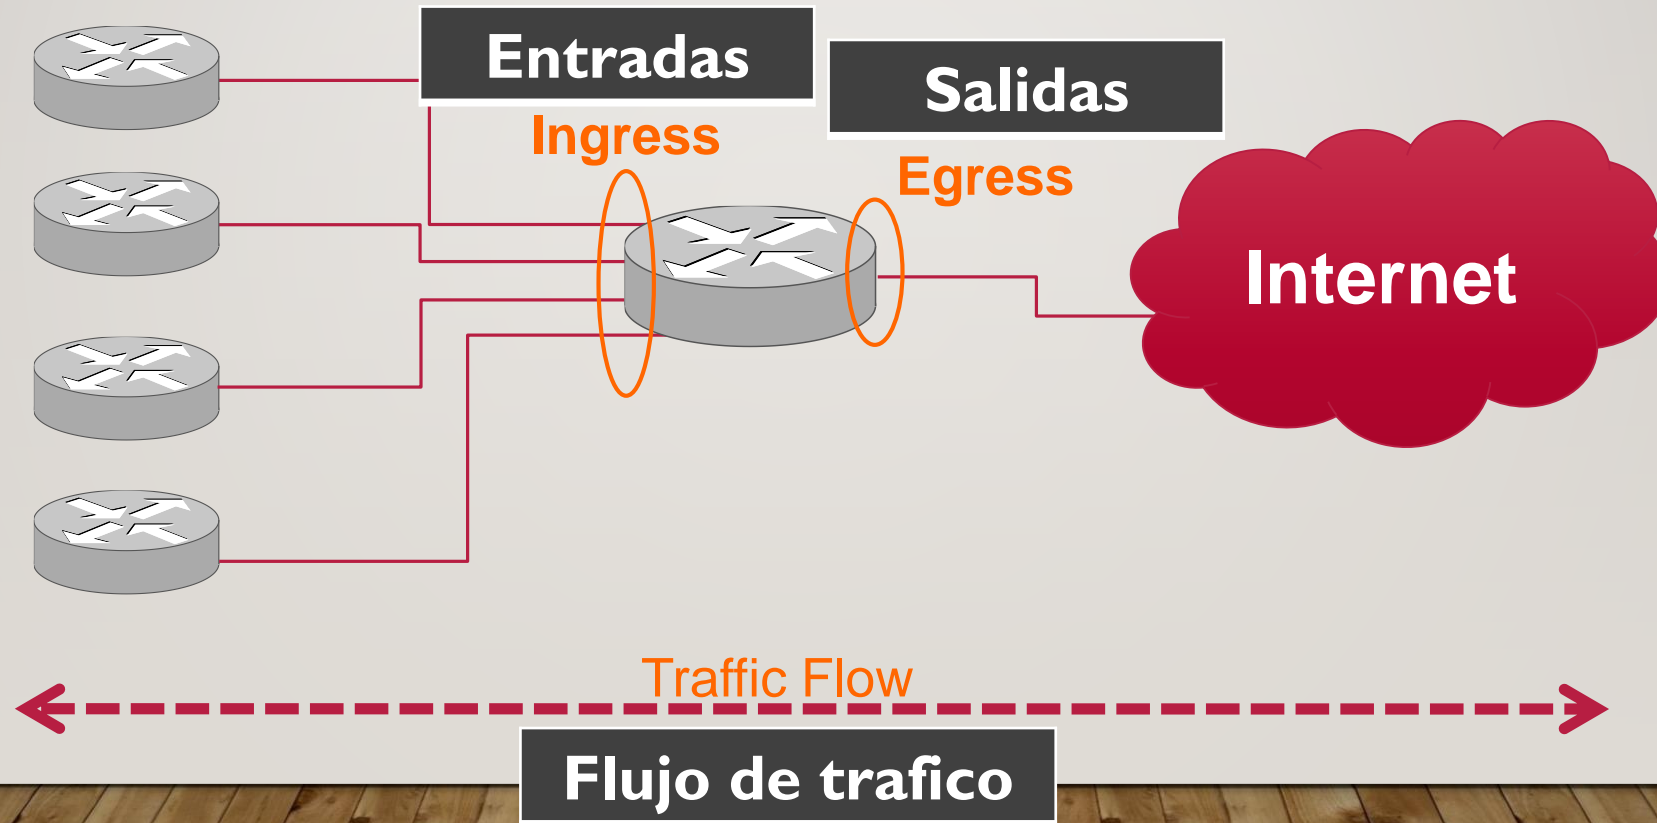 Entradas
Salidas
Ingress
Egress
Internet
Traffic Flow
Flujo de trafico